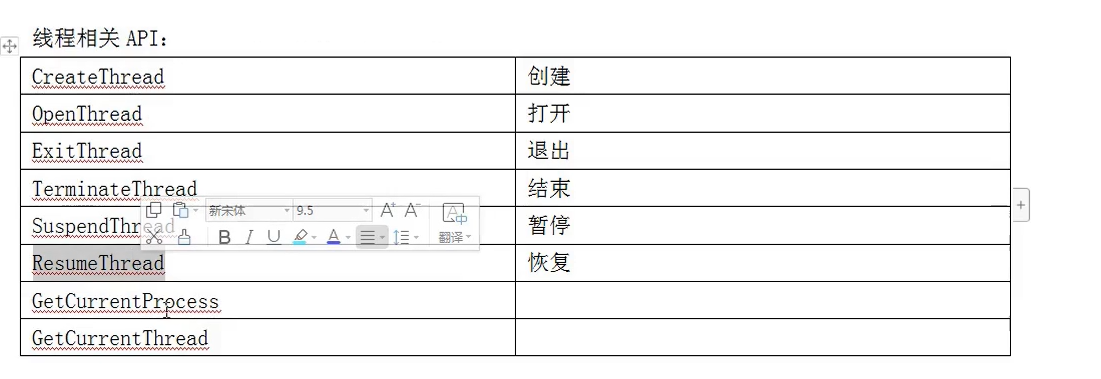 线程相关 API:
CreateThread 创建
OpenThread 打开
ExitThread 退出
TerminateThread 结束
新宋体 9.5 A+ A-
SuspendThread 暂停
B I U A 翻译
ResumeThread 恢复
GetCurrentProcess
GetCurrentThread